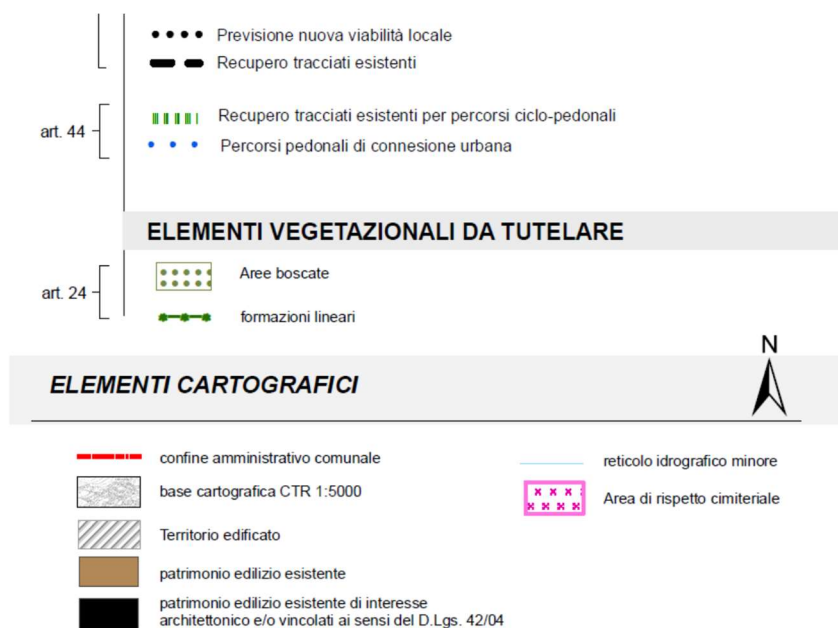 Previsione nuova viabilità locale
Recupero tracciati esistenti
art. 44
Recupero tracciati esistenti per percorsi ciclo-pedonali
Percorsi pedonali di connesione urbana
ELEMENTI VEGETAZIONALI DA TUTELARE
art. 24
Aree boscate
formazioni lineari
N
ELEMENTI CARTOGRAFICI
confine amministrativo comunale
base cartografica CTR 1:5000
Territorio edificato
patrimonio edilizio esistente
patrimonio edilizio esistente di interesse
architettonico e/o vincolati ai sensi del D.Lgs. 42/04
reticolo idrografico minore
Area di rispetto cimiteriale